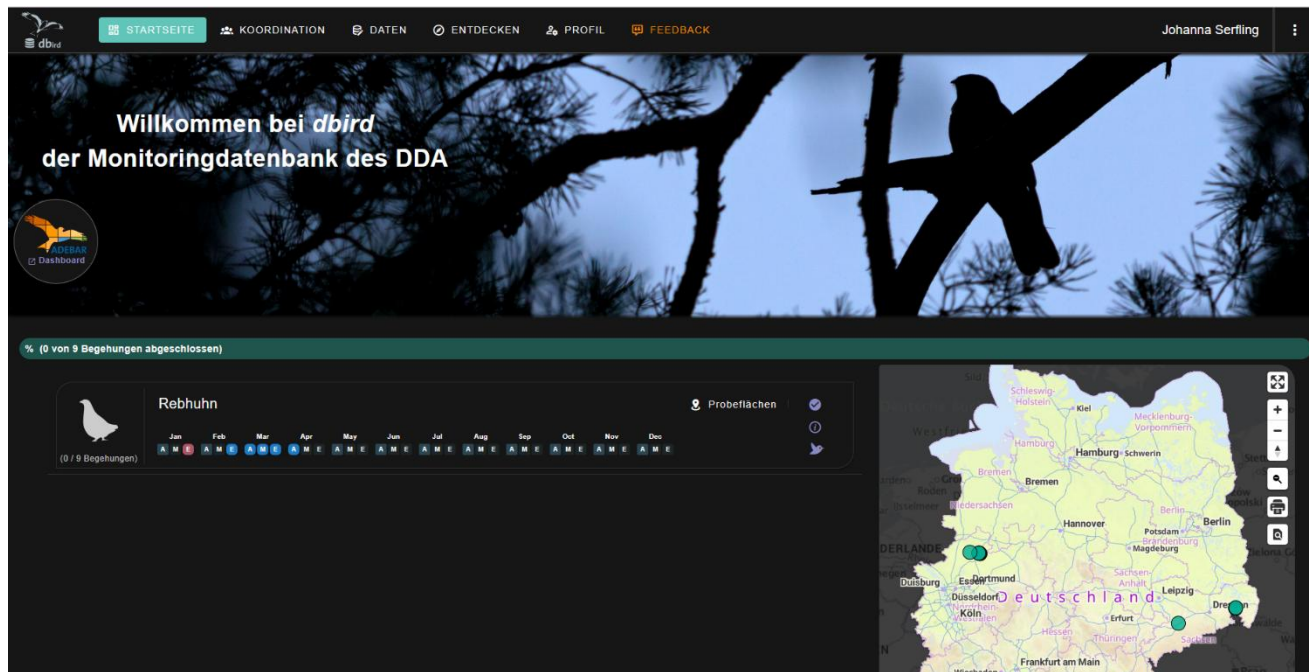 dbird
STARTSEITE
KOORDINATION
DATEN
ENTDECKEN
PROFIL
FEEDBACK
Johanna Serfling
Willkommen bei dbird
der Monitoringdatenbank des DDA
ADEBAR
Dashboard
% (0 von 9 Begehungen abgeschlossen)
Rebhuhn
Probeflächen
Jan Feb Mar Apr May Jun Jul Aug Sep Oct Nov Dec
A M E A M E A M E A M E A M E A M E A M E A M E A M E A M E A M E A M E
(0 / 9 Begehungen)
Schleswig-
Holstein
Kiel
Mecklenburg-
Vorpommern
Hamburg
Hamburg
Schwerin
Bremen
Bremen
Niedersachsen
Hannover
Berlin
Berlin
Potsdam
Brandenburg
Magdeburg
Duisburg
Essen
Dortmund
Düsseldorf
Deutschland
Sachsen-
Anhalt
Leipzig
Nordrhein-
Westfalen
Köln
Erfurt
Hessen
Thüringen
Sachsen
Frankfurt am Main